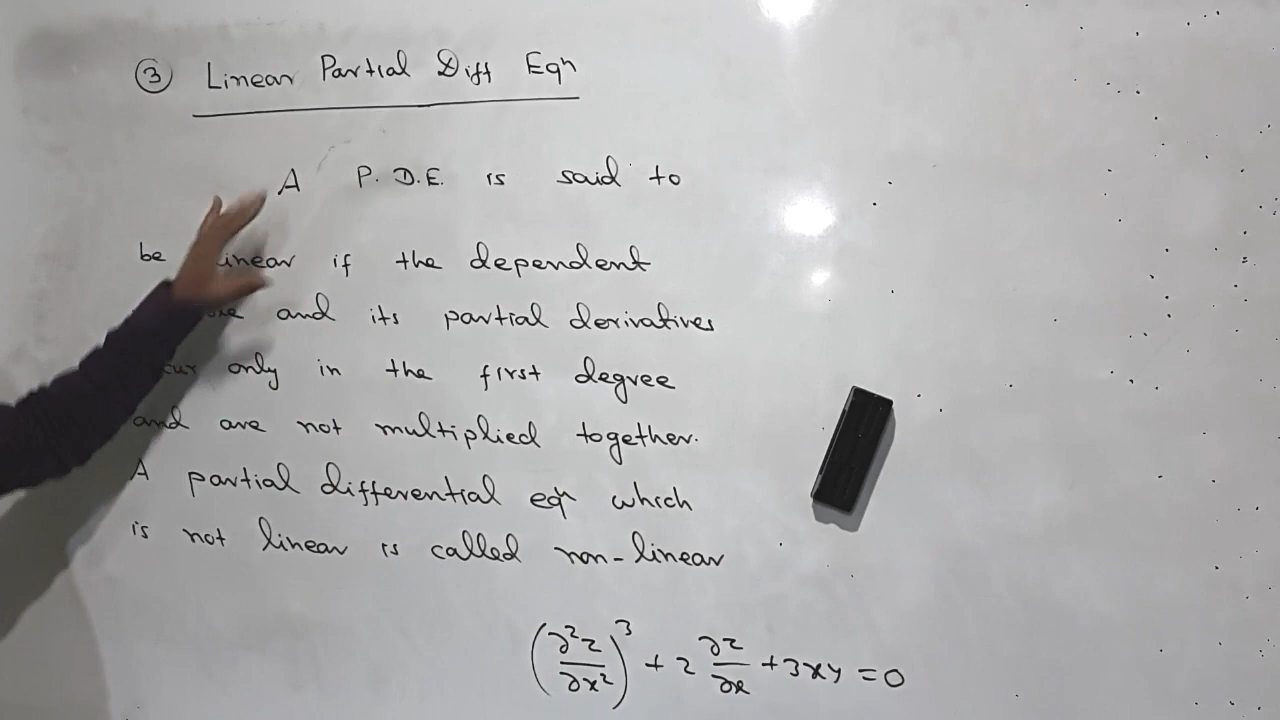 ③ Linear Partial Diff Eqn
A P.D.E. is said to
be linear if the dependent
and its partial derivatives
only in the first degree
and are not multiplied together.
A partial differential eqn which
is not linear is called non-linear
(∂²z/∂x²)³ + 2 ∂z/∂x + 3xy = 0